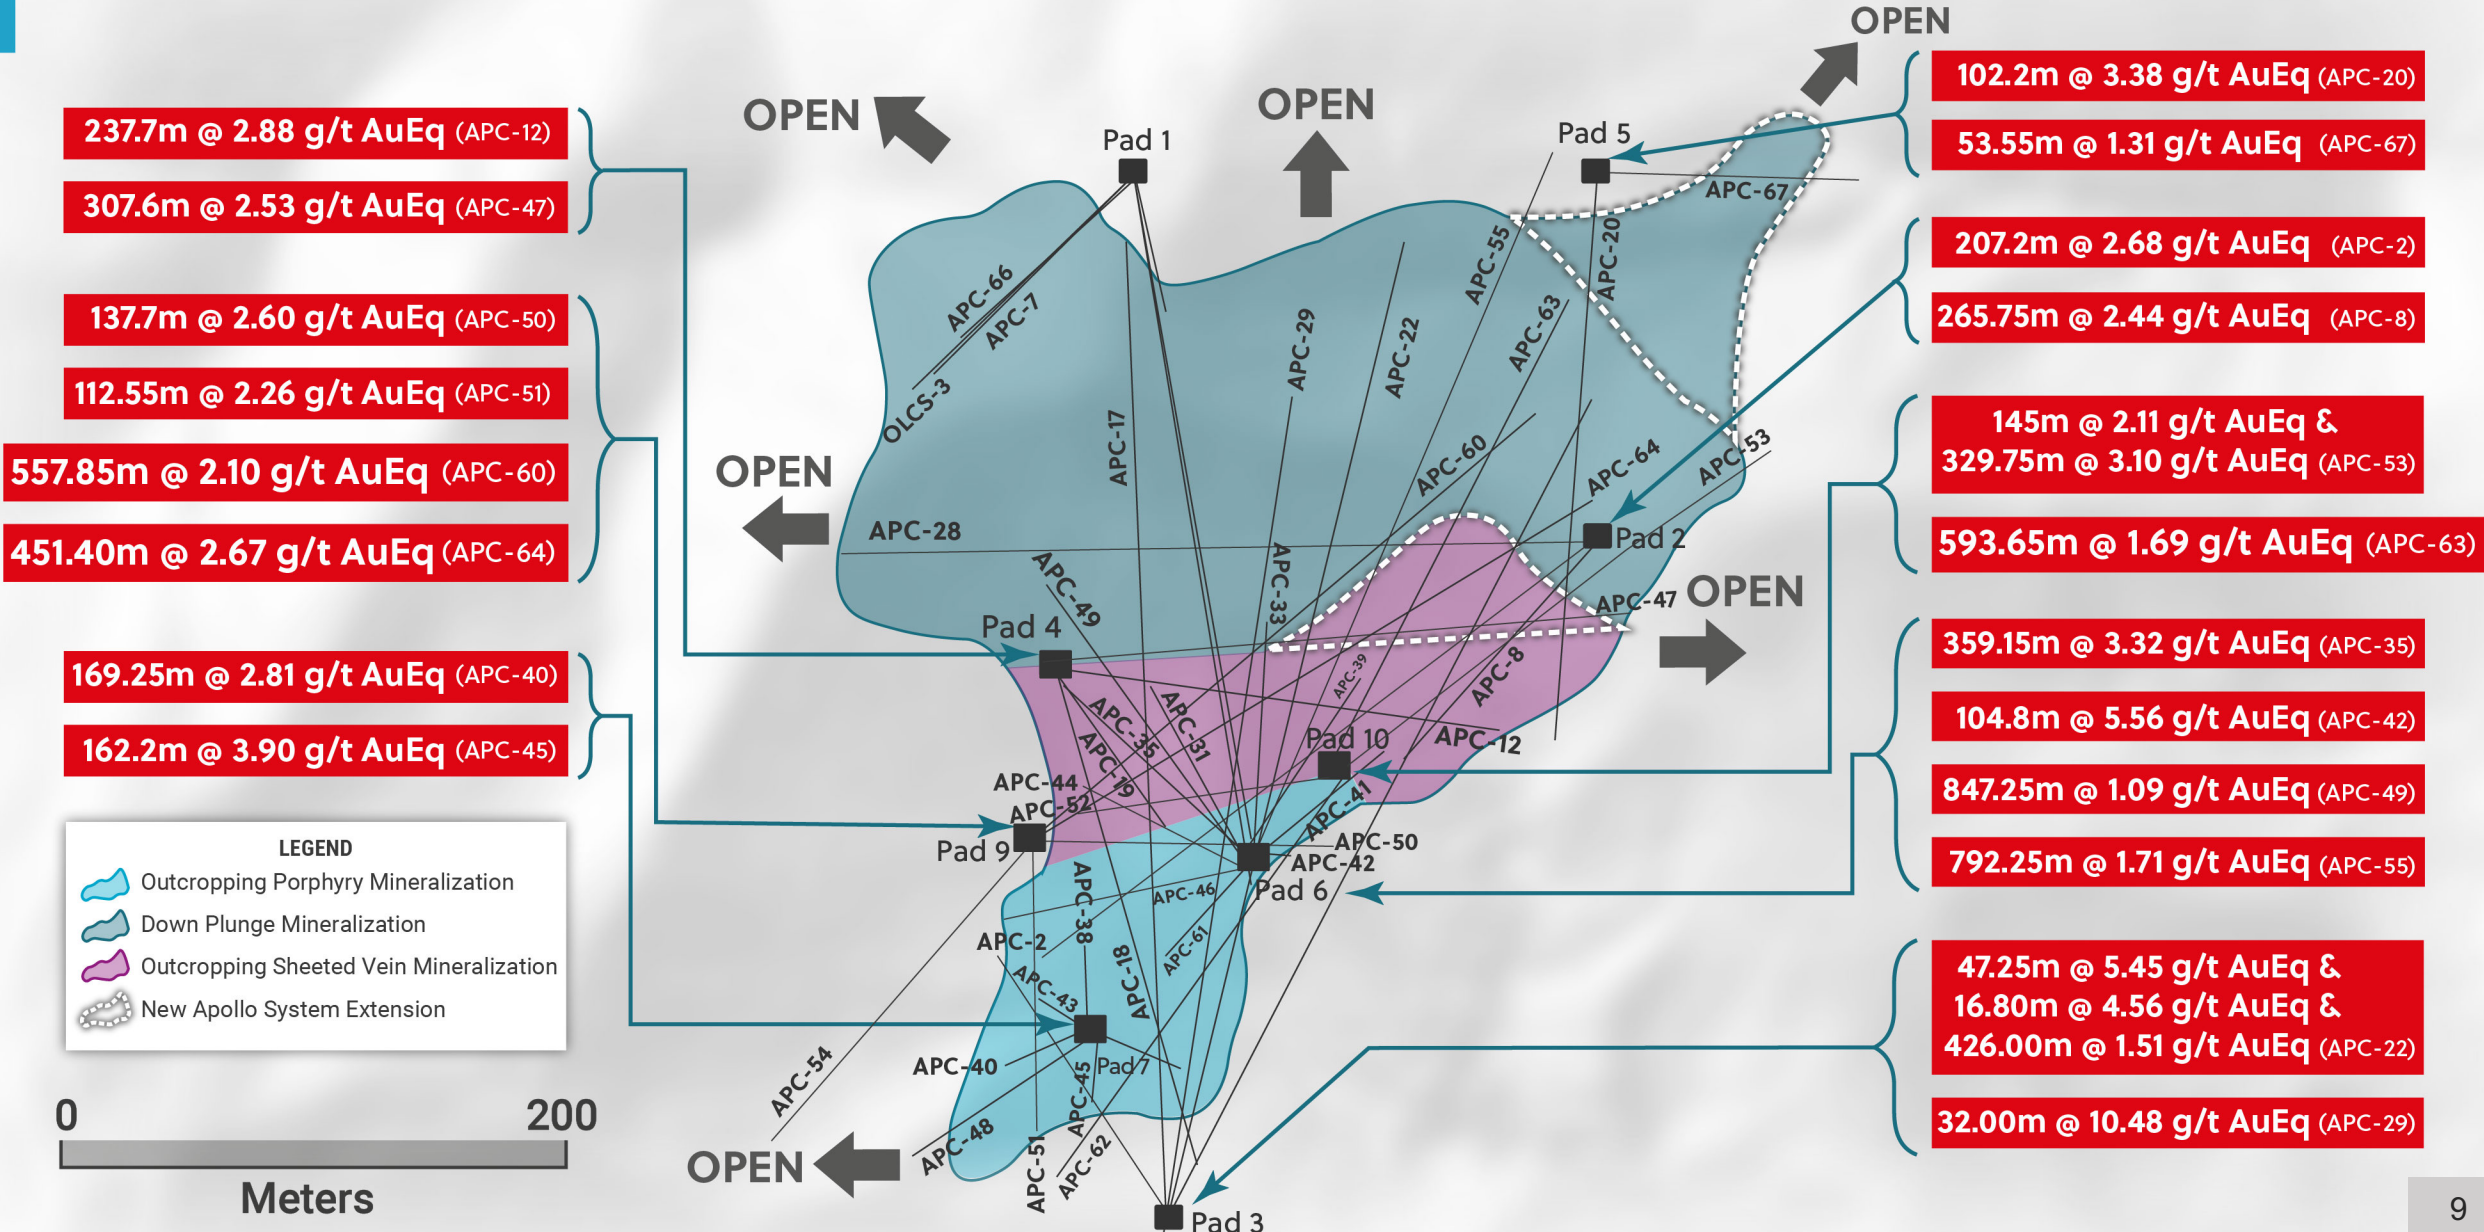 OPEN
102.2m @ 3.38 g/t AuEq (APC-20)
53.55m @ 1.31 g/t AuEq (APC-67)
207.2m @ 2.68 g/t AuEq (APC-2)
265.75m @ 2.44 g/t AuEq (APC-8)
145m @ 2.11 g/t AuEq &
329.75m @ 3.10 g/t AuEq (APC-53)
593.65m @ 1.69 g/t AuEq (APC-63)
359.15m @ 3.32 g/t AuEq (APC-35)
104.8m @ 5.56 g/t AuEq (APC-42)
847.25m @ 1.09 g/t AuEq (APC-49)
792.25m @ 1.71 g/t AuEq (APC-55)
47.25m @ 5.45 g/t AuEq &
16.80m @ 4.56 g/t AuEq &
426.00m @ 1.51 g/t AuEq (APC-22)
32.00m @ 10.48 g/t AuEq (APC-29)
237.7m @ 2.88 g/t AuEq (APC-12)
307.6m @ 2.53 g/t AuEq (APC-47)
137.7m @ 2.60 g/t AuEq (APC-50)
112.55m @ 2.26 g/t AuEq (APC-51)
557.85m @ 2.10 g/t AuEq (APC-60)
451.40m @ 2.67 g/t AuEq (APC-64)
169.25m @ 2.81 g/t AuEq (APC-40)
162.2m @ 3.90 g/t AuEq (APC-45)
LEGEND
Outcropping Porphyry Mineralization
Down Plunge Mineralization
Outcropping Sheeted Vein Mineralization
New Apollo System Extension
0
200
Meters
OPEN
OPEN
Pad 1
Pad 5
APC-67
APC-55
APC-20
APC-66
APC-7
OLCS-3
APC-29
APC-22
APC-63
APC-17
APC-60
APC-64
APC-53
OPEN
APC-28
Pad 2
APC-49
APC-33
APC-47
OPEN
Pad 4
APC-39
APC-8
APC-35
APC-31
APC-19
Pad 10
APC-12
APC-44
APC-52
APC-41
Pad 9
APC-50
APC-42
Pad 6
APC-46
APC-38
APC-2
APC-61
APC-43
APC-18
APC-40
Pad 7
APC-45
APC-54
APC-48
APC-51
APC-62
OPEN
Pad 3
9